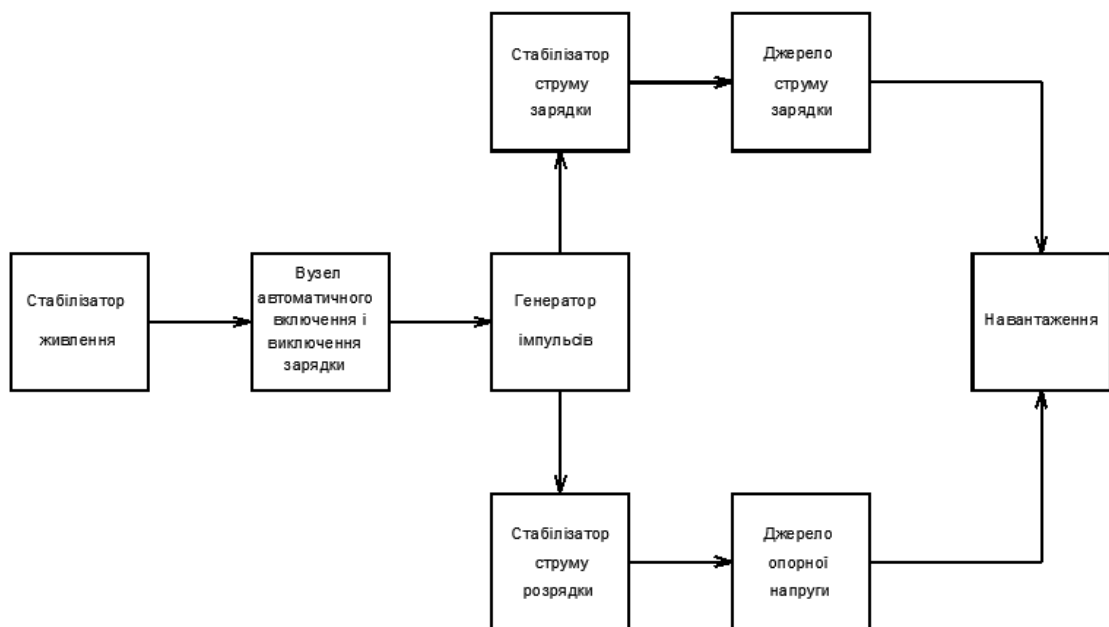 Стабілізатор
струму
зарядки
Джерело
струму
зарядки
Стабілізатор
живлення
Вузел
автоматичного
включення і
виключення
зарядки
Генератор
імпульсів
Навантаження
Стабілізатор
струму
розрядки
Джерело
опорної
напруги